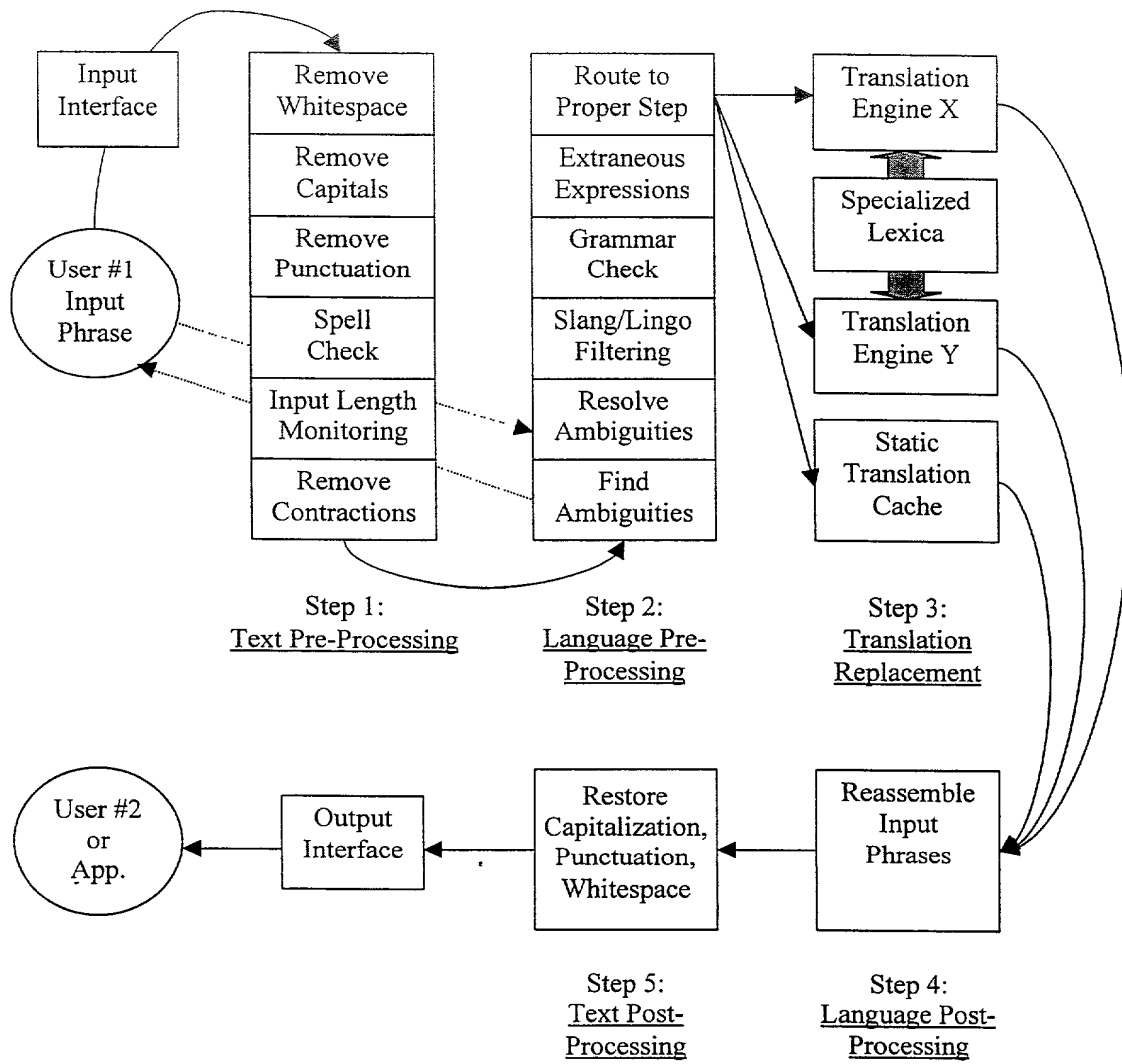 Input
Interface
User #1
Input
Phrase
Remove
Whitespace
Remove
Capitals
Remove
Punctuation
Spell
Check
Input Length
Monitoring
Remove
Contractions
Step 1:
Text Pre-Processing
Route to
Proper Step
Extraneous
Expressions
Grammar
Check
Slang/Lingo
Filtering
Resolve
Ambiguities
Find
Ambiguities
Step 2:
Language Pre-
Processing
Translation
Engine X
Specialized
Lexica
Translation
Engine Y
Static
Translation
Cache
Step 3:
Translation
Replacement
User #2
or
App.
Output
Interface
Restore
Capitalization,
Punctuation,
Whitespace
Step 5:
Text Post-
Processing
Reassemble
Input
Phrases
Step 4:
Language Post-
Processing